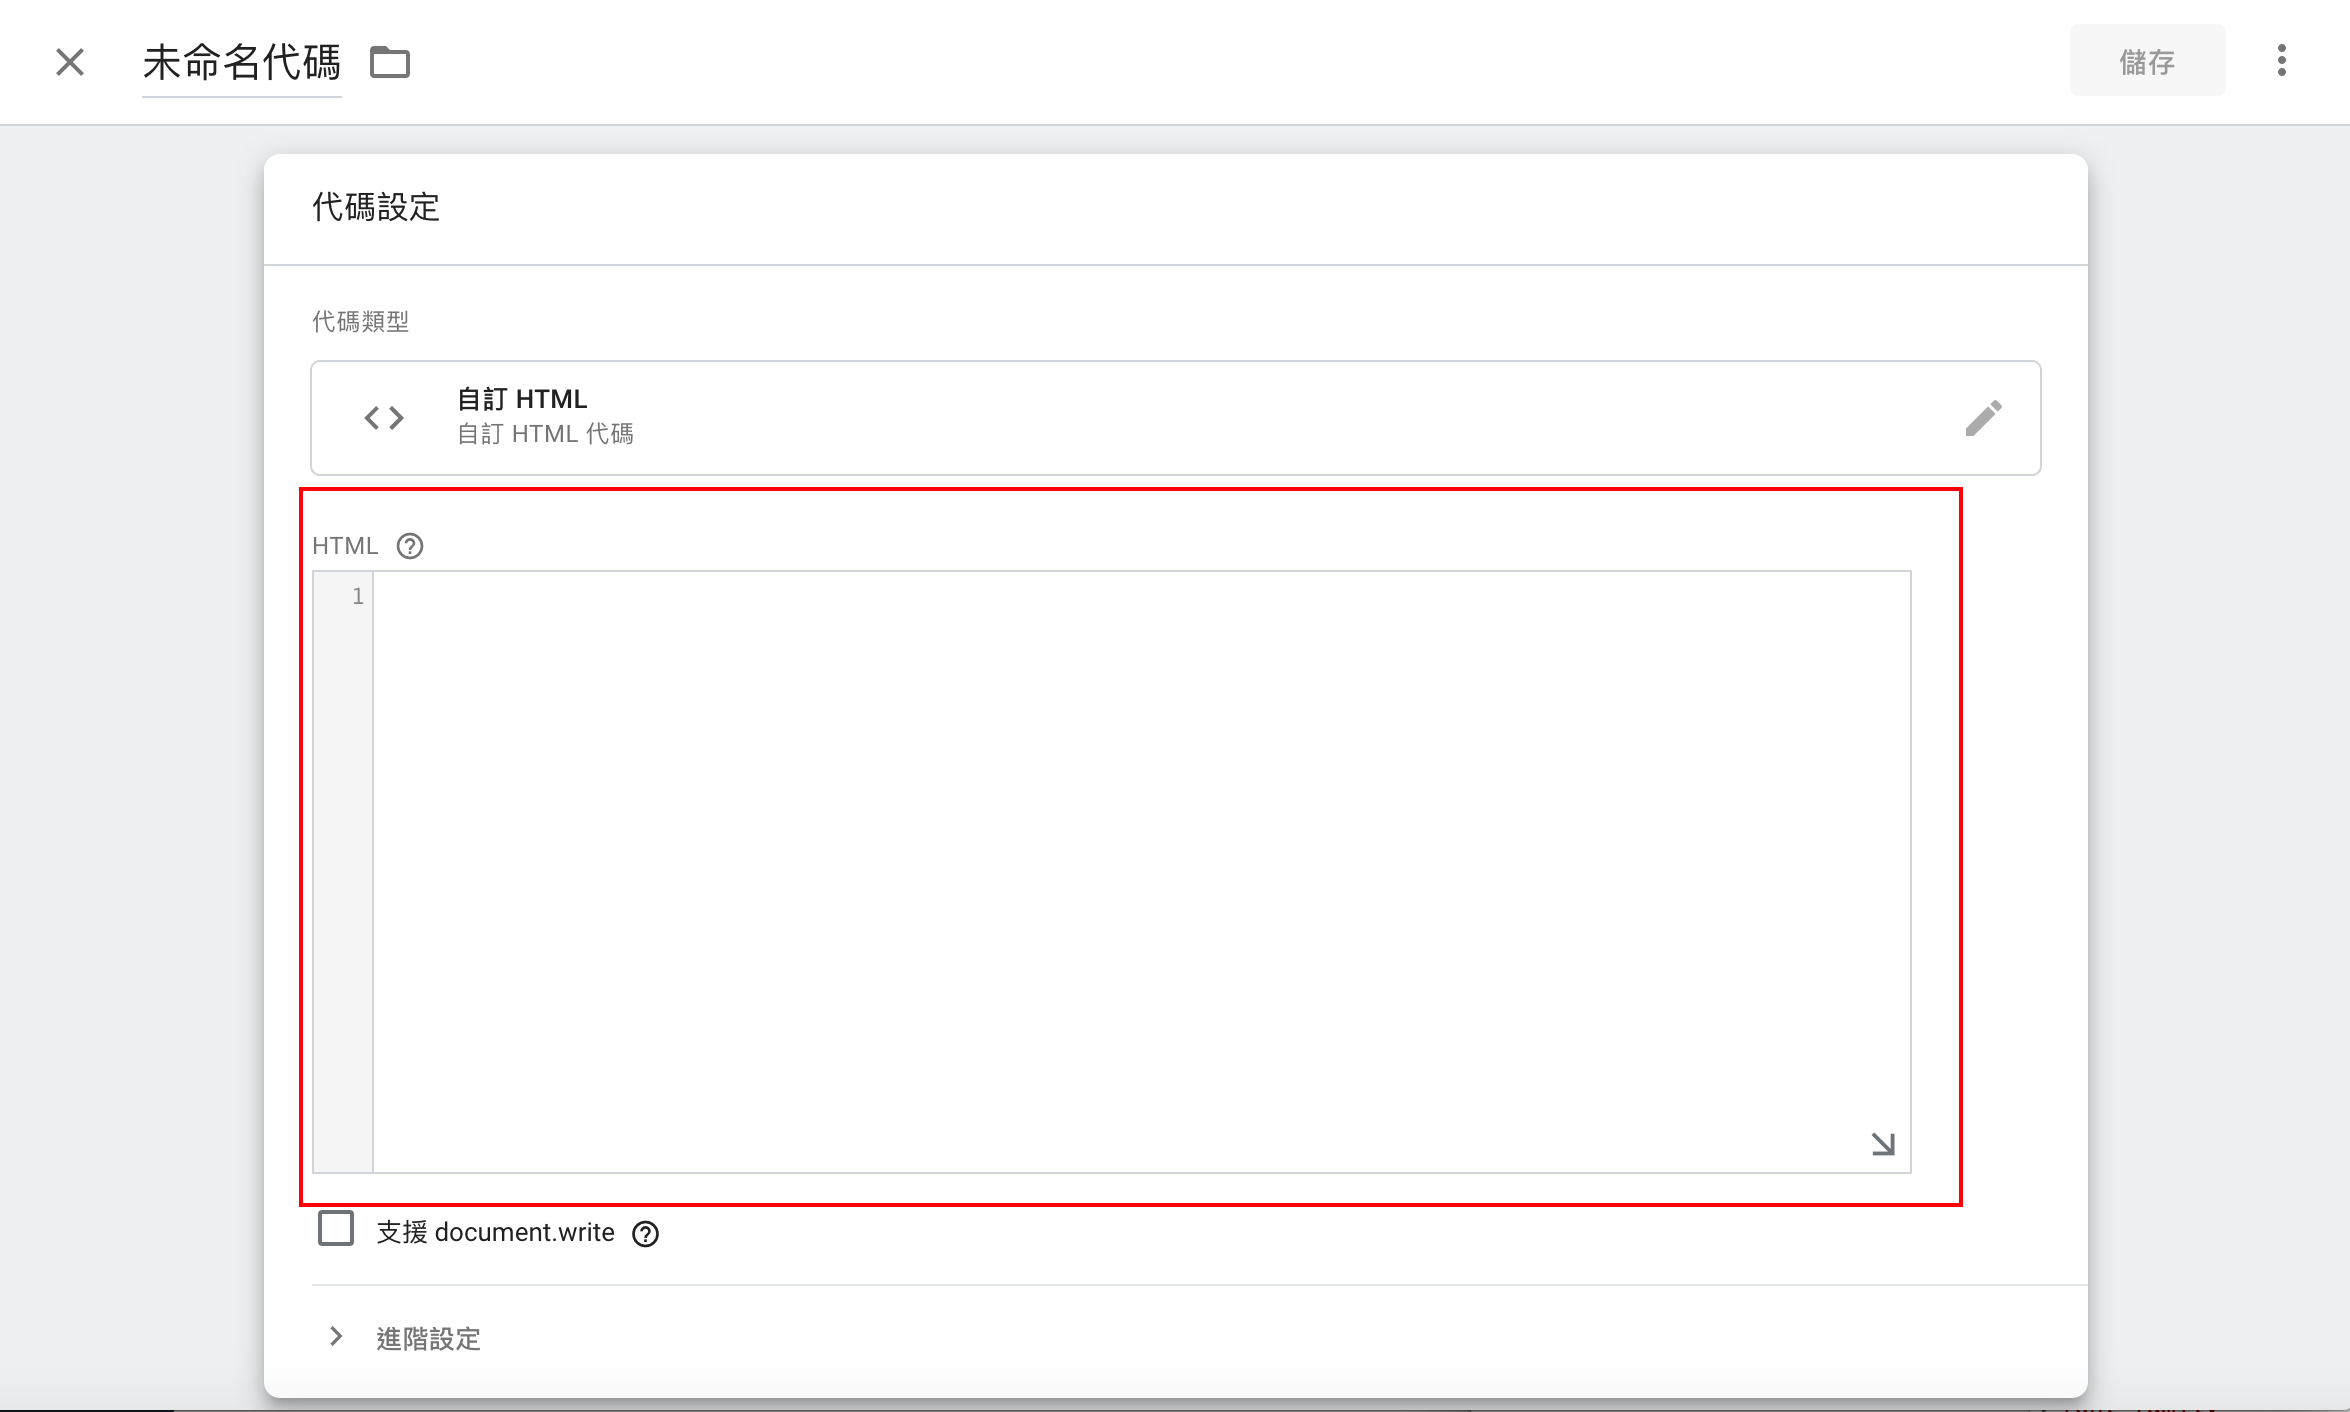 未命名代碼
儲存
代碼設定
代碼類型
自訂 HTML
自訂 HTML 代碼
HTML
1
支援 document.write
進階設定